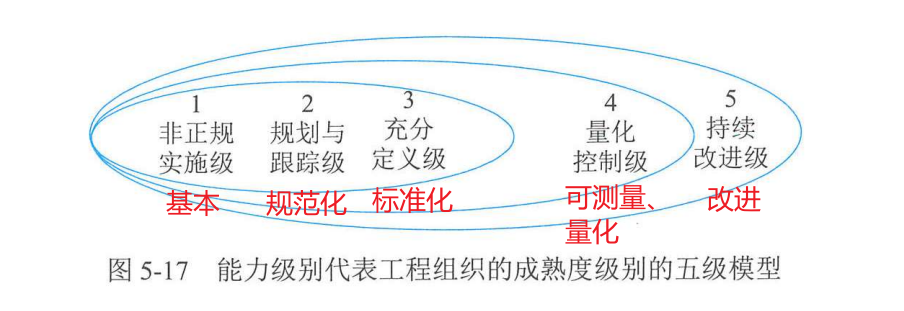 1
非正规
实施级
基本
2
规划与
跟踪级
规范化
3
充分
定义级
标准化
4
量化
控制级
可测量、
量化
5
持续
改进级
改进
图 5-17 能力级别代表工程组织的成熟度级别的五级模型